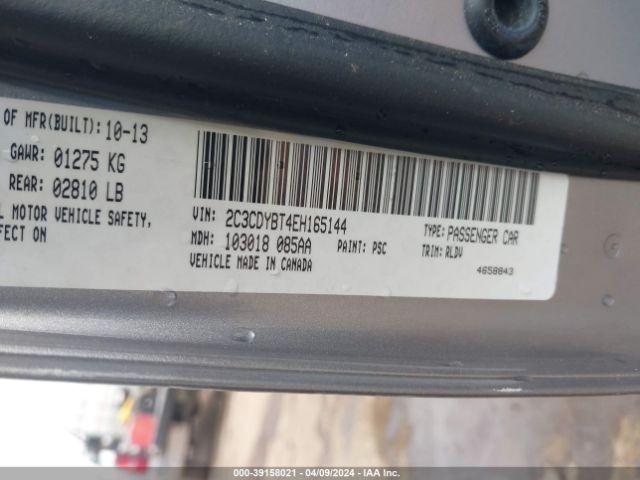 OF MFR(BUILT): 10-13
GAWR: 01275 KG
REAR: 02810 LB
MOTOR VEHICLE SAFETY,
ON
VIN: 2C3CDYBT4EH165144
TYPE: PASSENGER CAR
MDH: 103018 085AA
PAINT: PSC
TRIM: RLDV
VEHICLE MADE IN CANADA
4658843
000-39158021 - 04/09/2024 - IAA Inc.